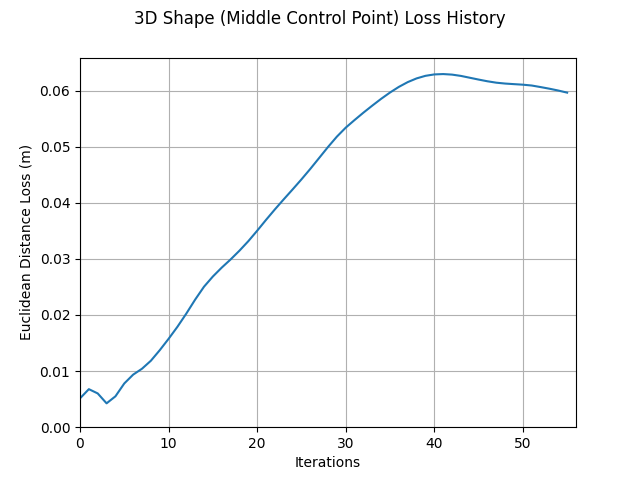 3D Shape (Middle Control Point) Loss History
Euclidean Distance Loss (m)
0.06
0.05
0.04
0.03
0.02
0.01
0.00
0 10 20 30 40 50
Iterations